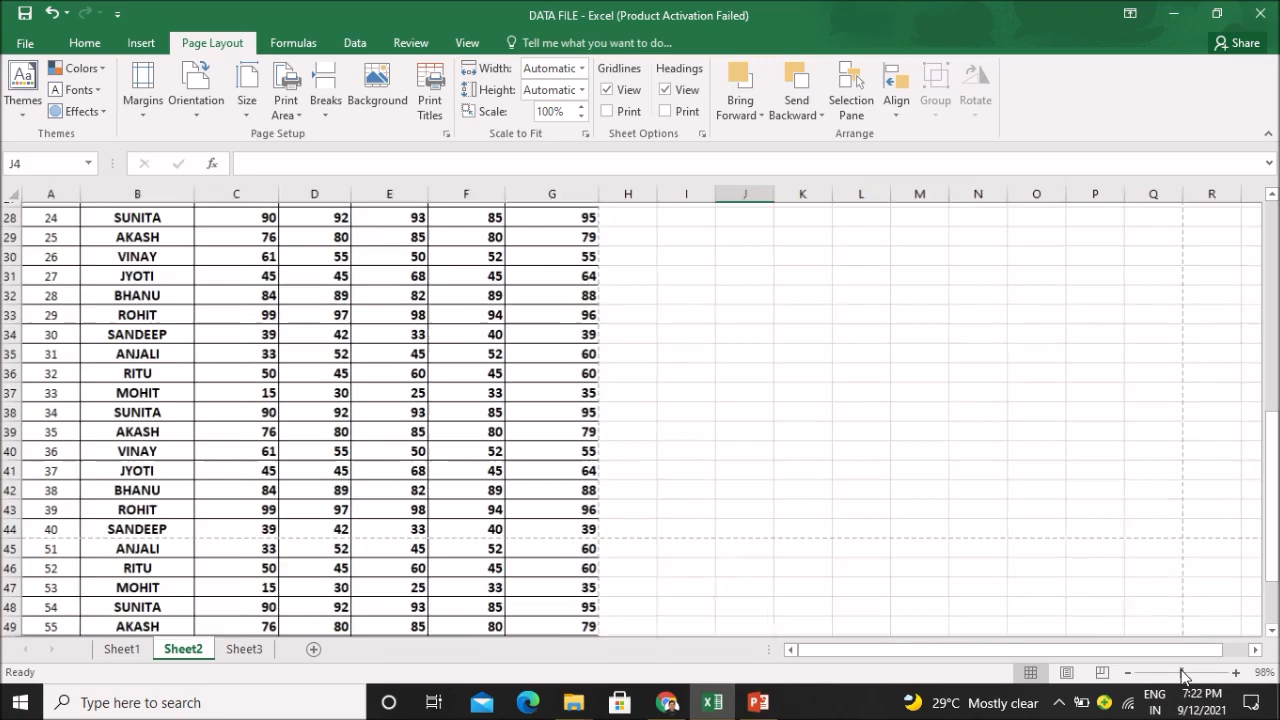 DATA FILE - Excel (Product Activation Failed)
File Home Insert Page Layout Formulas Data Review View Tell me what you want to do... Share
Themes Colors Fonts Effects Margins Orientation Size Print Area Breaks Background Print Titles Width: Automatic Height: Automatic Scale: 100% Gridlines View Print Headings View Print Bring Forward Send Backward Selection Pane Align Group Rotate
Themes Page Setup Scale to Fit Sheet Options Arrange
J4 fx
A B C D E F G H I J K L M N O P Q R
28 24 SUNITA 90 92 93 85 95
29 25 AKASH 76 80 85 80 79
30 26 VINAY 61 55 50 52 55
31 27 JYOTI 45 45 68 45 64
32 28 BHANU 84 89 82 89 88
33 29 ROHIT 99 97 98 94 96
34 30 SANDEEP 39 42 33 40 39
35 31 ANJALI 33 52 45 52 60
36 32 RITU 50 45 60 45 60
37 33 MOHIT 15 30 25 33 35
38 34 SUNITA 90 92 93 85 95
39 35 AKASH 76 80 85 80 79
40 36 VINAY 61 55 50 52 55
41 37 JYOTI 45 45 68 45 64
42 38 BHANU 84 89 82 89 88
43 39 ROHIT 99 97 98 94 96
44 40 SANDEEP 39 42 33 40 39
45 51 ANJALI 33 52 45 52 60
46 52 RITU 50 45 60 45 60
47 53 MOHIT 15 30 25 33 35
48 54 SUNITA 90 92 93 85 95
49 55 AKASH 76 80 85 80 79
Sheet1 Sheet2 Sheet3
Ready 98%
Type here to search 29°C Mostly clear ENG IN 7:22 PM 9/12/2021